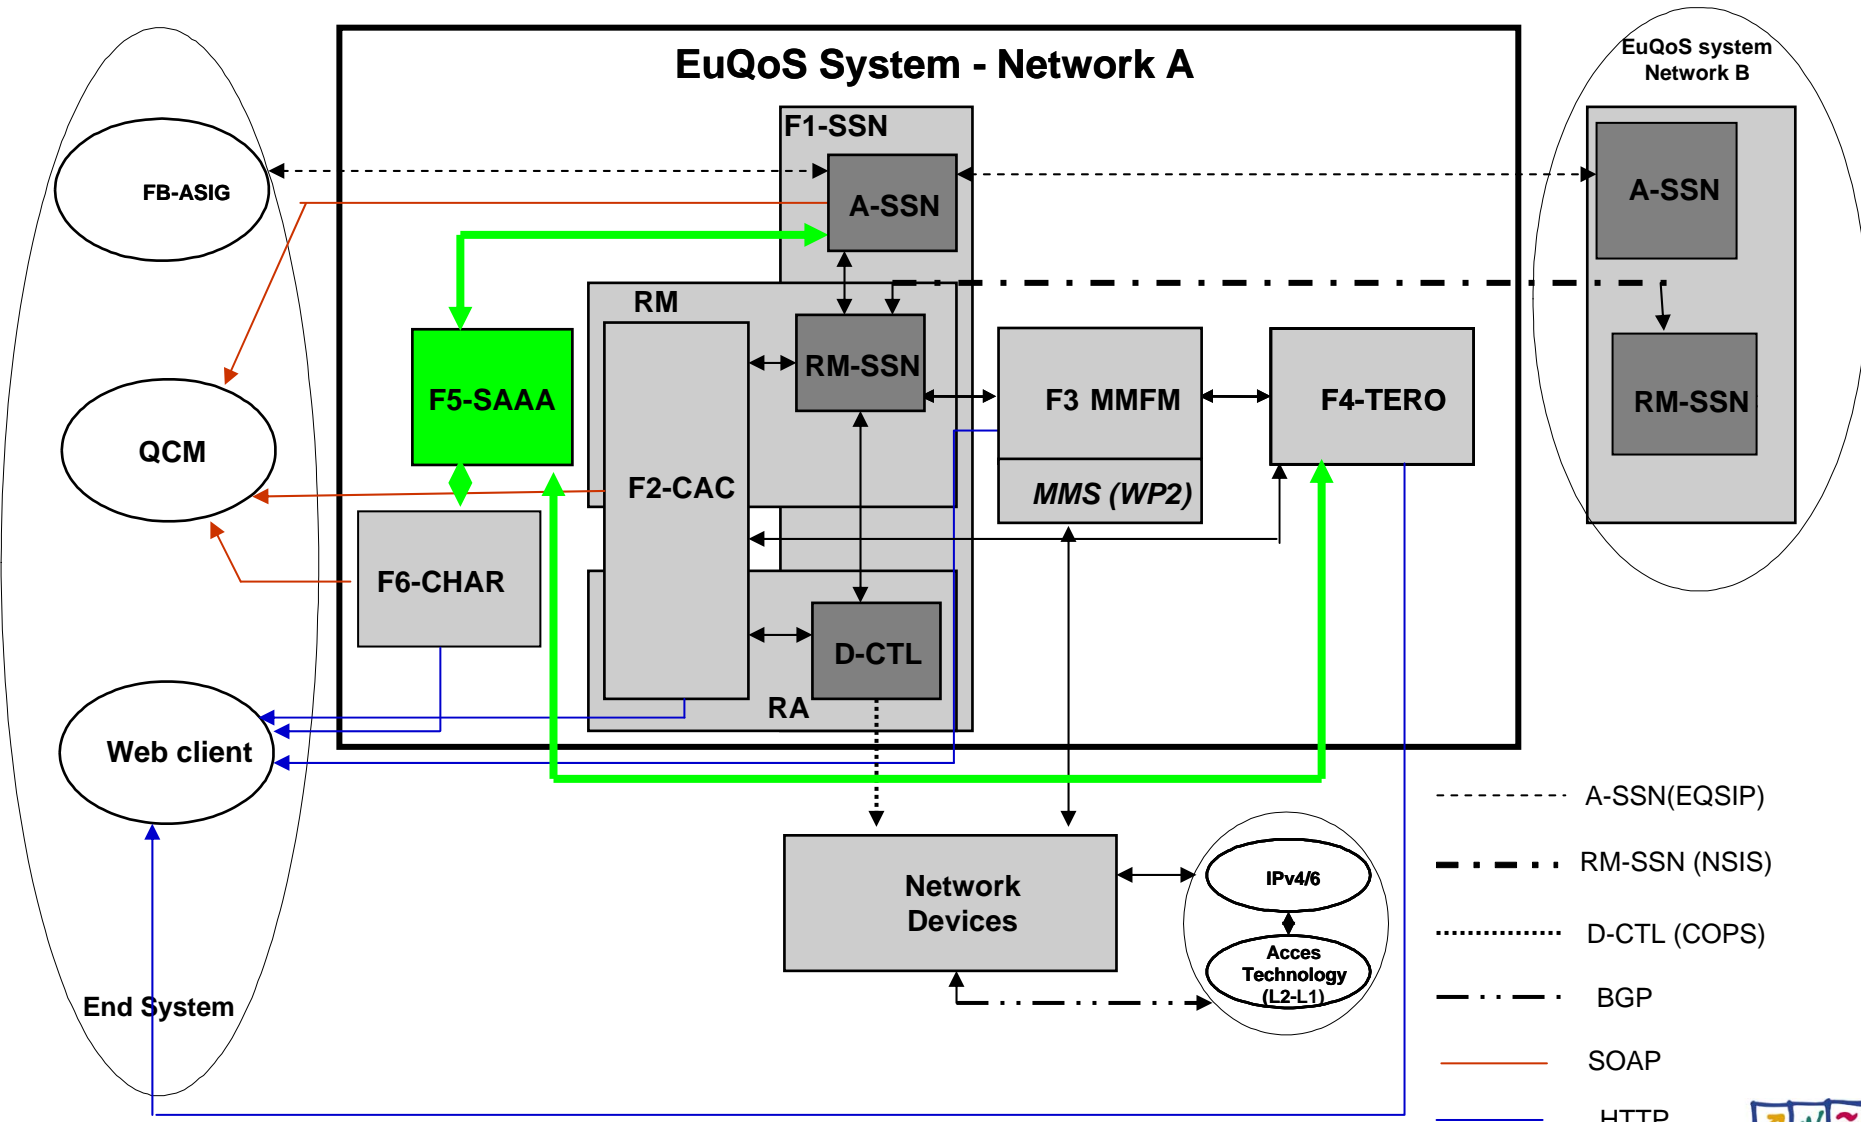 EuQoS System - Network A
EuQoS system
Network B
F1-SSN
FB-ASIG
A-SSN
A-SSN
RM
RM-SSN
F5-SAAA
F3 MMFM
F4-TERO
RM-SSN
QCM
F2-CAC
MMS (WP2)
F6-CHAR
D-CTL
RA
Web client
A-SSN(EQSIP)
RM-SSN (NSIS)
Network
Devices
IPv4/6
D-CTL (COPS)
Acces
Technology
(L2-L1)
BGP
End System
SOAP
HTTP